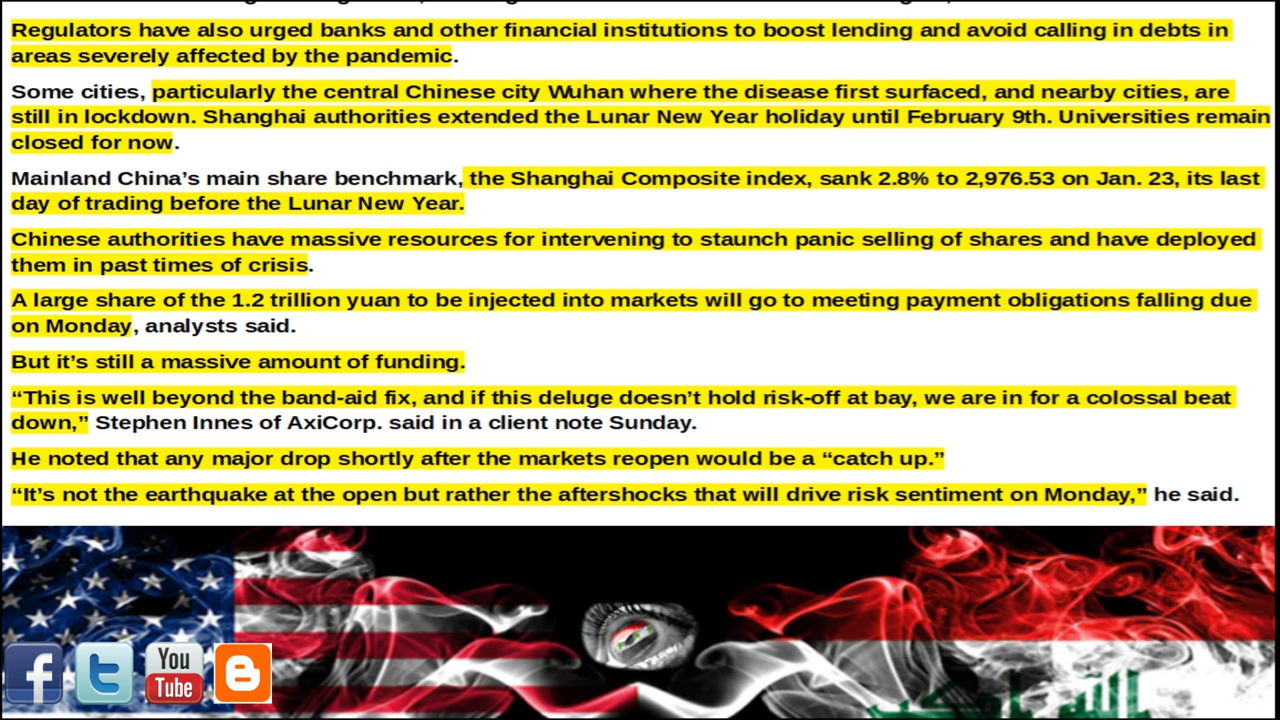 Regulators have also urged banks and other financial institutions to boost lending and avoid calling in debts in
areas severely affected by the pandemic.
Some cities, particularly the central Chinese city Wuhan where the disease first surfaced, and nearby cities, are
still in lockdown. Shanghai authorities extended the Lunar New Year holiday until February 9th. Universities remain
closed for now.
Mainland China’s main share benchmark, the Shanghai Composite index, sank 2.8% to 2,976.53 on Jan. 23, its last
day of trading before the Lunar New Year.
Chinese authorities have massive resources for intervening to staunch panic selling of shares and have deployed
them in past times of crisis.
A large share of the 1.2 trillion yuan to be injected into markets will go to meeting payment obligations falling due
on Monday, analysts said.
But it’s still a massive amount of funding.
“This is well beyond the band-aid fix, and if this deluge doesn’t hold risk-off at bay, we are in for a colossal beat
down,” Stephen Innes of AxiCorp. said in a client note Sunday.
He noted that any major drop shortly after the markets reopen would be a “catch up.”
“It’s not the earthquake at the open but rather the aftershocks that will drive risk sentiment on Monday,” he said.
You
Tube